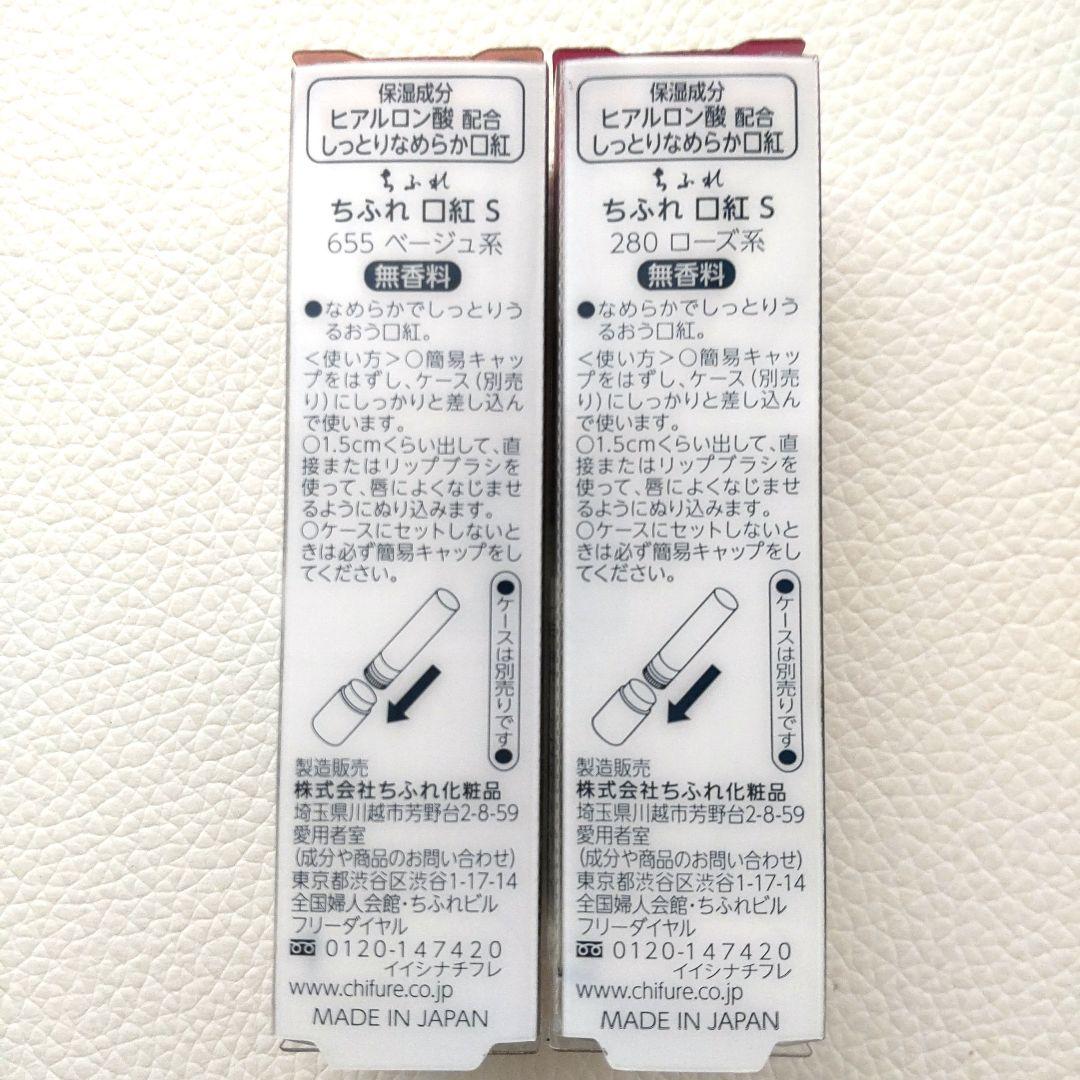 保湿成分
ヒアルロン酸 配合
しっとりなめらか口紅
ちふれ
ちふれ 口紅 S
655 ベージュ系
無香料
●なめらかでしっとりう
るおう口紅。
<使い方>○簡易キャッ
プをはずし、ケース(別売
り)にしっかりと差し込ん
で使います。
○1.5cmくらい出して、直
接またはリップブラシを
使って、唇によくなじませ
るようにぬり込みます。
○ケースにセットしないと
きは必ず簡易キャップをし
てください。
●ケースは別売りです●
製造販売
株式会社ちふれ化粧品
埼玉県川越市芳野台2-8-59
愛用者室
(成分や商品のお問い合わせ)
東京都渋谷区渋谷1-17-14
全国婦人会館・ちふれビル
フリーダイヤル
0120-147420
イイシナチフレ
www.chifure.co.jp
MADE IN JAPAN
保湿成分
ヒアルロン酸 配合
しっとりなめらか口紅
ちふれ
ちふれ 口紅 S
280 ローズ系
無香料
●なめらかでしっとりう
るおう口紅。
<使い方>○簡易キャッ
プをはずし、ケース(別売
り)にしっかりと差し込ん
で使います。
○1.5cmくらい出して、直
接またはリップブラシを
使って、唇によくなじませ
るようにぬり込みます。
○ケースにセットしないと
きは必ず簡易キャップをし
てください。
●ケースは別売りです●
製造販売
株式会社ちふれ化粧品
埼玉県川越市芳野台2-8-59
愛用者室
(成分や商品のお問い合わせ)
東京都渋谷区渋谷1-17-14
全国婦人会館・ちふれビル
フリーダイヤル
0120-147420
イイシナチフレ
www.chifure.co.jp
MADE IN JAPAN